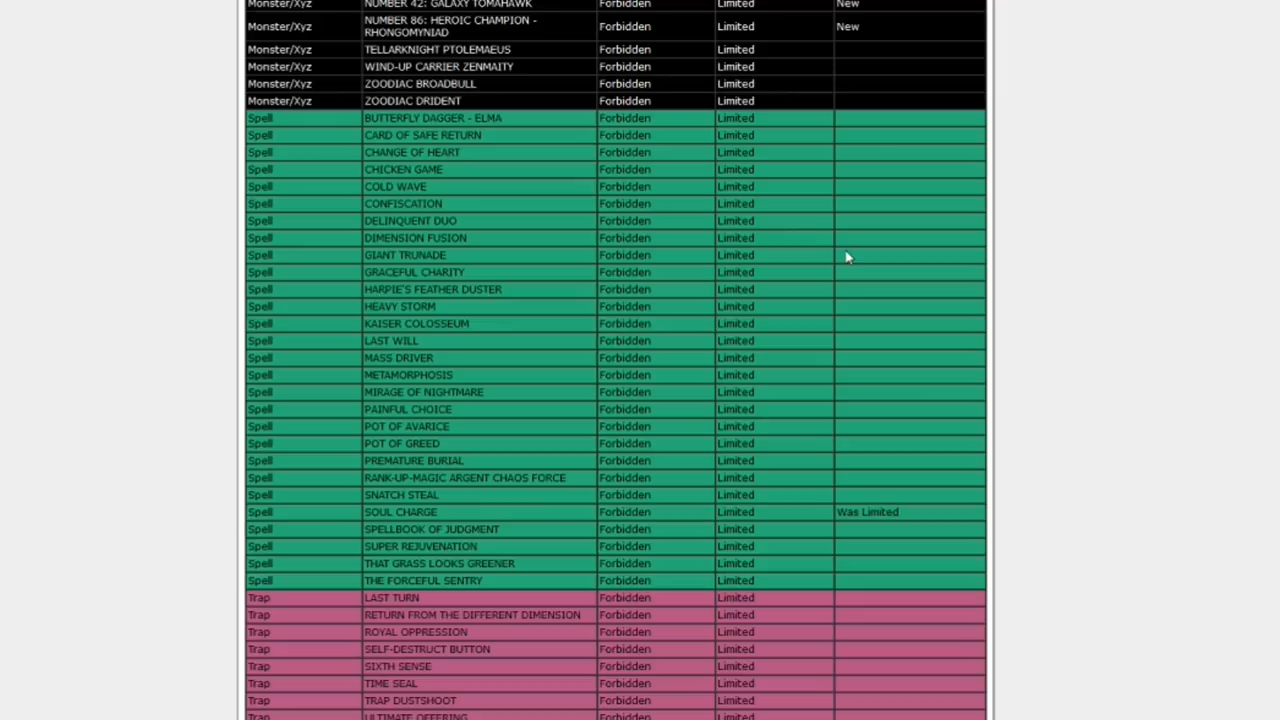 Monster/Xyz NUMBER 42: GALAXY TOMAHAWK Forbidden Limited New
Monster/Xyz NUMBER 86: HEROIC CHAMPION - RHONGOMYNIAD Forbidden Limited New
Monster/Xyz TELLARKNIGHT PTOLEMAEUS Forbidden Limited
Monster/Xyz WIND-UP CARRIER ZENMAITY Forbidden Limited
Monster/Xyz ZOODIAC BROADBULL Forbidden Limited
Monster/Xyz ZOODIAC DRIDENT Forbidden Limited
Spell BUTTERFLY DAGGER - ELMA Forbidden Limited
Spell CARD OF SAFE RETURN Forbidden Limited
Spell CHANGE OF HEART Forbidden Limited
Spell CHICKEN GAME Forbidden Limited
Spell COLD WAVE Forbidden Limited
Spell CONFISCATION Forbidden Limited
Spell DELINQUENT DUO Forbidden Limited
Spell DIMENSION FUSION Forbidden Limited
Spell GIANT TRUNADE Forbidden Limited
Spell GRACEFUL CHARITY Forbidden Limited
Spell HARPIE'S FEATHER DUSTER Forbidden Limited
Spell HEAVY STORM Forbidden Limited
Spell KAISER COLOSSEUM Forbidden Limited
Spell LAST WILL Forbidden Limited
Spell MASS DRIVER Forbidden Limited
Spell METAMORPHOSIS Forbidden Limited
Spell MIRAGE OF NIGHTMARE Forbidden Limited
Spell PAINFUL CHOICE Forbidden Limited
Spell POT OF AVARICE Forbidden Limited
Spell POT OF GREED Forbidden Limited
Spell PREMATURE BURIAL Forbidden Limited
Spell RANK-UP-MAGIC ARGENT CHAOS FORCE Forbidden Limited
Spell SNATCH STEAL Forbidden Limited
Spell SOUL CHARGE Forbidden Limited Was Limited
Spell SPELLBOOK OF JUDGMENT Forbidden Limited
Spell SUPER REJUVENATION Forbidden Limited
Spell THAT GRASS LOOKS GREENER Forbidden Limited
Spell THE FORCEFUL SENTRY Forbidden Limited
Trap LAST TURN Forbidden Limited
Trap RETURN FROM THE DIFFERENT DIMENSION Forbidden Limited
Trap ROYAL OPPRESSION Forbidden Limited
Trap SELF-DESTRUCT BUTTON Forbidden Limited
Trap SIXTH SENSE Forbidden Limited
Trap TIME SEAL Forbidden Limited
Trap TRAP DUSTSHOOT Forbidden Limited
Trap ULTIMATE OFFERING Forbidden Limited